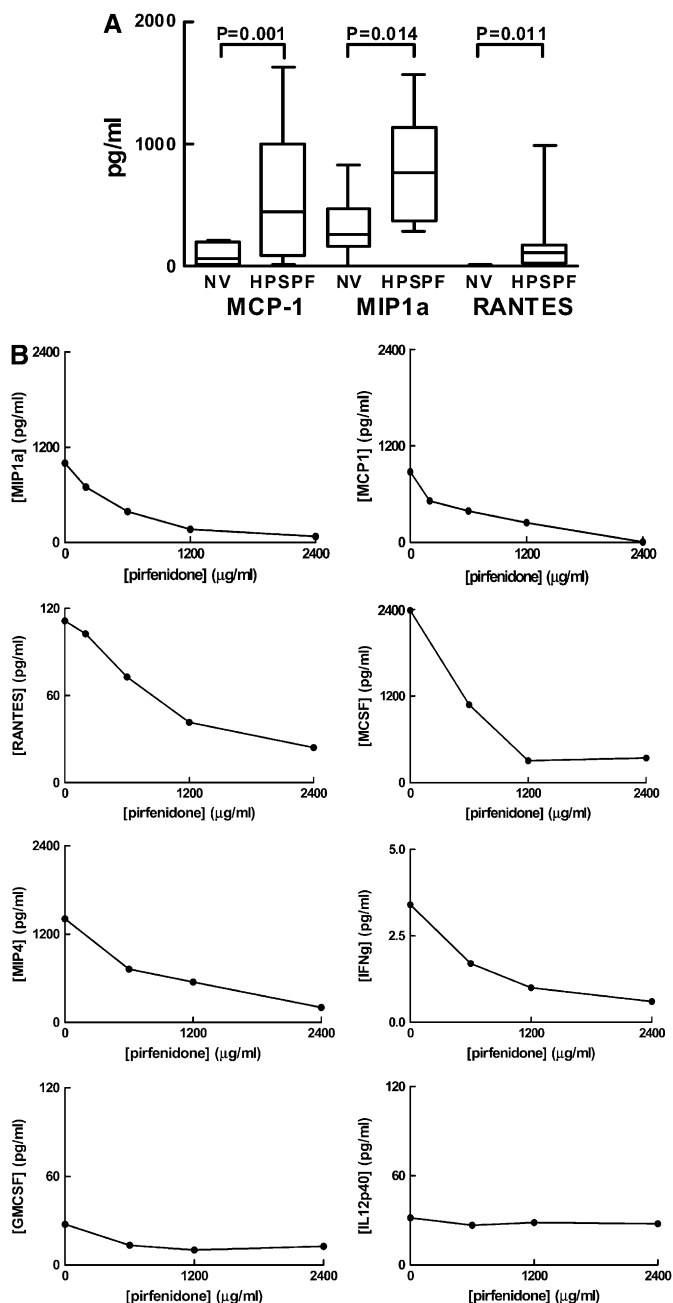 A
2000
1000
0
pg/ml
P=0.001 P=0.014 P=0.011
NV HPSPF NV HPSPF NV HPSPF
MCP-1 MIP1a RANTES
B
[MIP1a] (pg/ml)
2400
1200
0
0 1200 2400
[pirfenidone] (μg/ml)
[MCP1] (pg/ml)
2400
1200
0
0 1200 2400
[pirfenidone] (μg/ml)
[RANTES] (pg/ml)
120
60
0
0 1200 2400
[pirfenidone] (μg/ml)
[MCSF] (pg/ml)
2400
1200
0
0 1200 2400
[pirfenidone] (μg/ml)
[MIP4] (pg/ml)
2400
1200
0
0 1200 2400
[pirfenidone] (μg/ml)
[IFNg] (pg/ml)
5.0
2.5
0.0
0 1200 2400
[pirfenidone] (μg/ml)
[GMCSF] (pg/ml)
120
60
0
0 1200 2400
[pirfenidone] (μg/ml)
[IL12p40] (pg/ml)
120
60
0
0 1200 2400
[pirfenidone] (μg/ml)